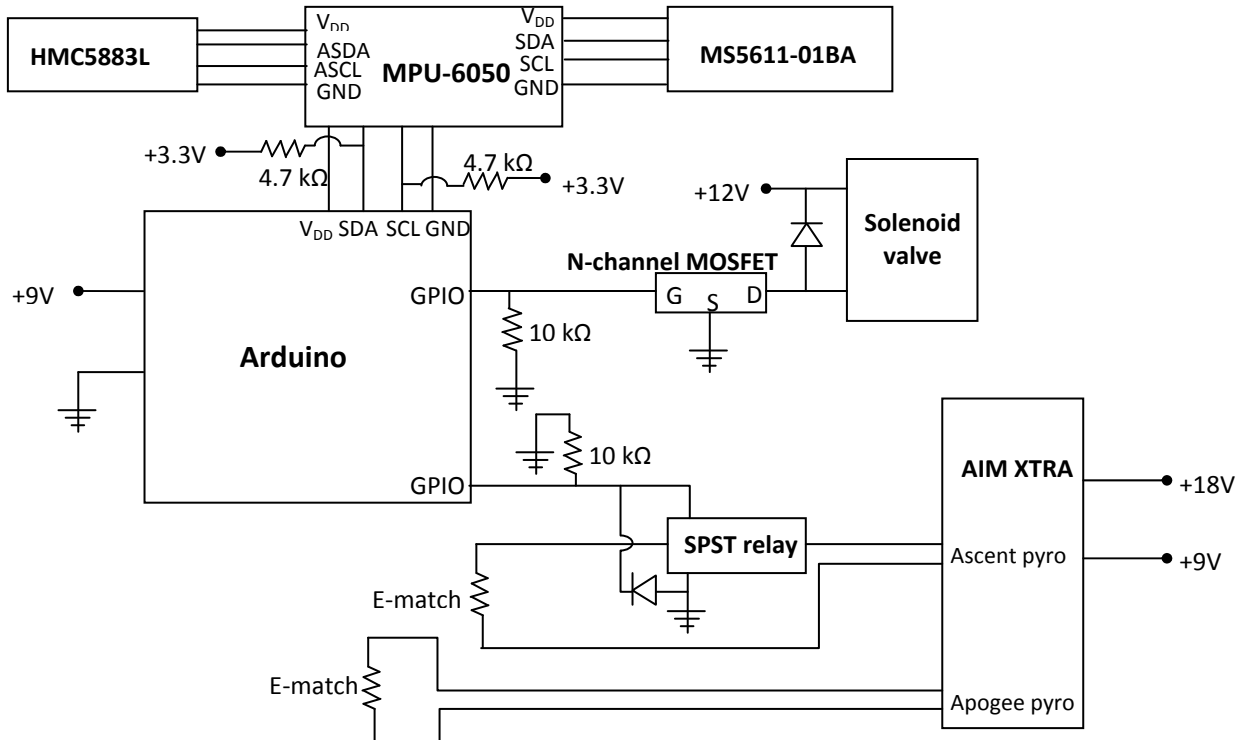 HMC5883L
VDD
ASDA
ASCL
GND
MPU-6050
VDD
SDA
SCL
GND
MS5611-01BA
+3.3V
4.7 kΩ
4.7 kΩ
+3.3V
VDD SDA SCL GND
+12V
Solenoid
valve
N-channel MOSFET
G S D
+9V
GPIO
10 kΩ
Arduino
10 kΩ
GPIO
AIM XTRA
+18V
SPST relay
Ascent pyro
+9V
E-match
E-match
Apogee pyro